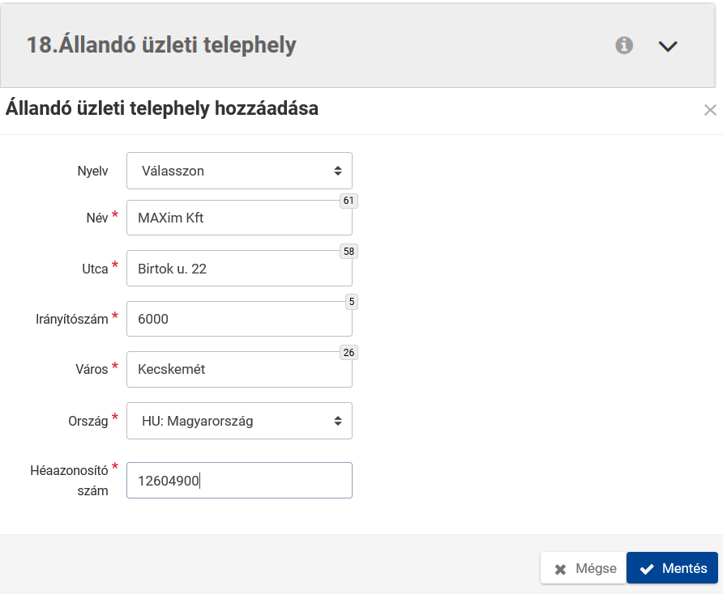 18.Állandó üzleti telephely
Állandó üzleti telephely hozzáadása
Nyelv
Válasszon
61
Név *
MAXim Kft
58
Utca *
Birtok u. 22
5
Irányítószám *
6000
26
Város *
Kecskemét
Ország *
HU: Magyarország
Héaazonosító *
szám
12604900
Mégse
Mentés